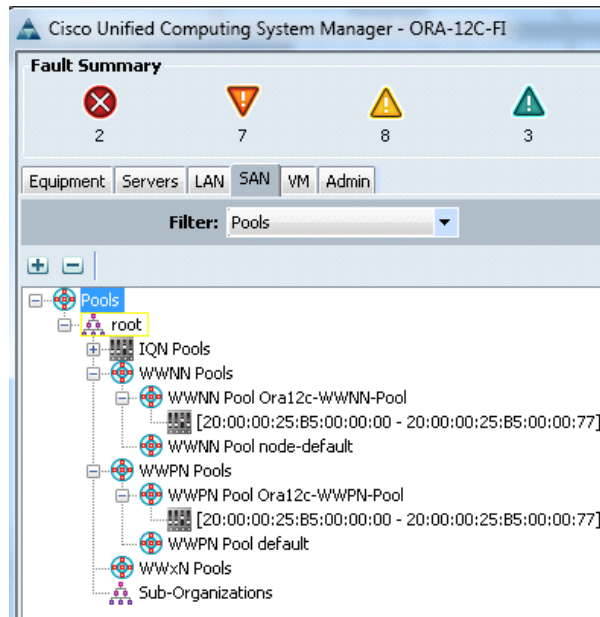 Cisco Unified Computing System Manager - ORA-12C-FI
Fault Summary
2 7 8 3
Equipment Servers LAN SAN VM Admin
Filter: Pools
Pools
root
IQN Pools
WWNN Pools
WWNN Pool Ora12c-WWNN-Pool
[20:00:00:25:B5:00:00:00 - 20:00:00:25:B5:00:00:77]
WWNN Pool node-default
WWPN Pools
WWPN Pool Ora12c-WWPN-Pool
[20:00:00:25:B5:00:00:00 - 20:00:00:25:B5:00:00:77]
WWPN Pool default
WWxN Pools
Sub-Organizations